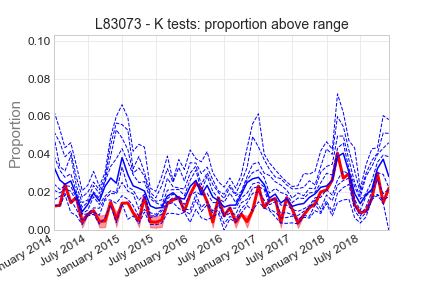 L83073 - K tests: proportion above range
Proportion
0.10
0.08
0.06
0.04
0.02
0.00
nuary 2014
July 2014
January 2015
July 2015
January 2016
July 2016
January 2017
July 2017
January 2018
July 2018